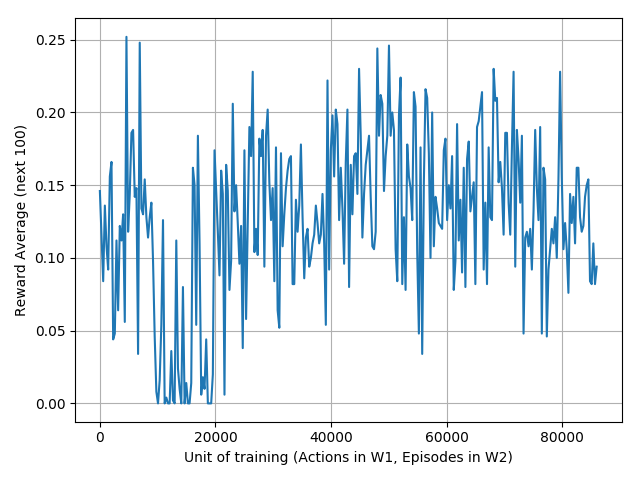 0.25
0.20
0.15
0.10
0.05
0.00
Reward Average (next 100)
0 20000 40000 60000 80000
Unit of training (Actions in W1, Episodes in W2)